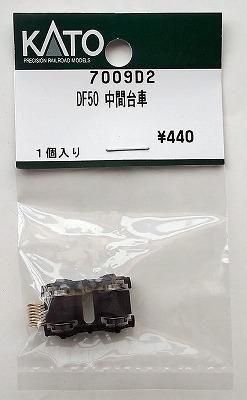 KATO
PRECISION RAILROAD MODELS
7009D2
DF50 中間台車
¥440
1個入り